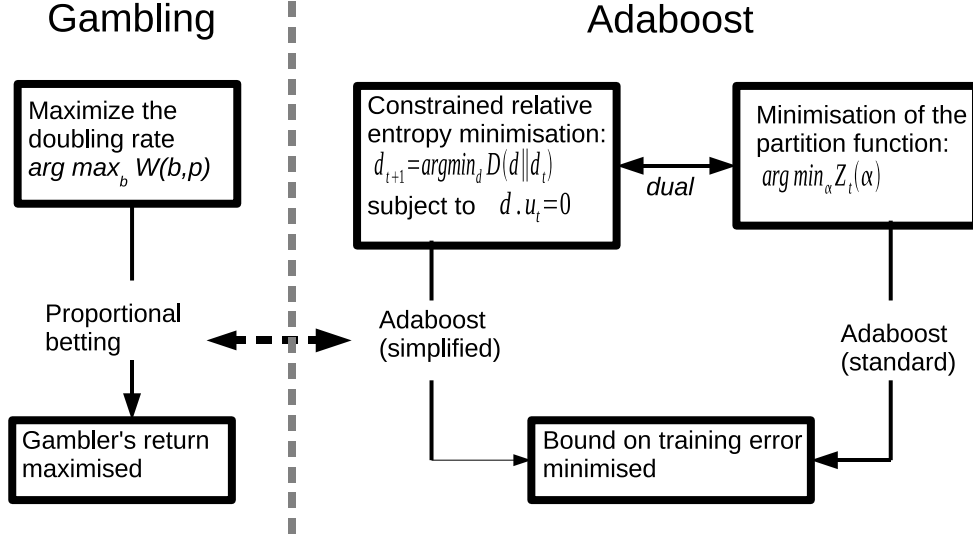 Gambling
Adaboost
Maximize the
doubling rate
arg max_b W(b,p)
Proportional
betting
Gambler's return
maximised
Constrained relative
entropy minimisation:
d_{t+1}=argmin_d D(d||d_t)
subject to d.u_t=0
dual
Minimisation of the
partition function:
arg min_α Z_t(α)
Adaboost
(simplified)
Adaboost
(standard)
Bound on training error
minimised